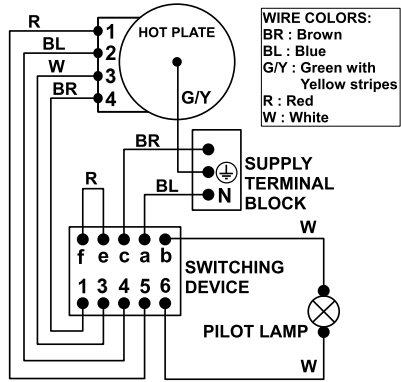 R
BL
W
BR
1
2
3
4
HOT PLATE
G/Y
WIRE COLORS:
BR : Brown
BL : Blue
G/Y : Green with
Yellow stripes
R : Red
W : White
BR
BL
N
SUPPLY
TERMINAL
BLOCK
R
W
f e c a b
1 3 4 5 6
SWITCHING
DEVICE
PILOT LAMP
W